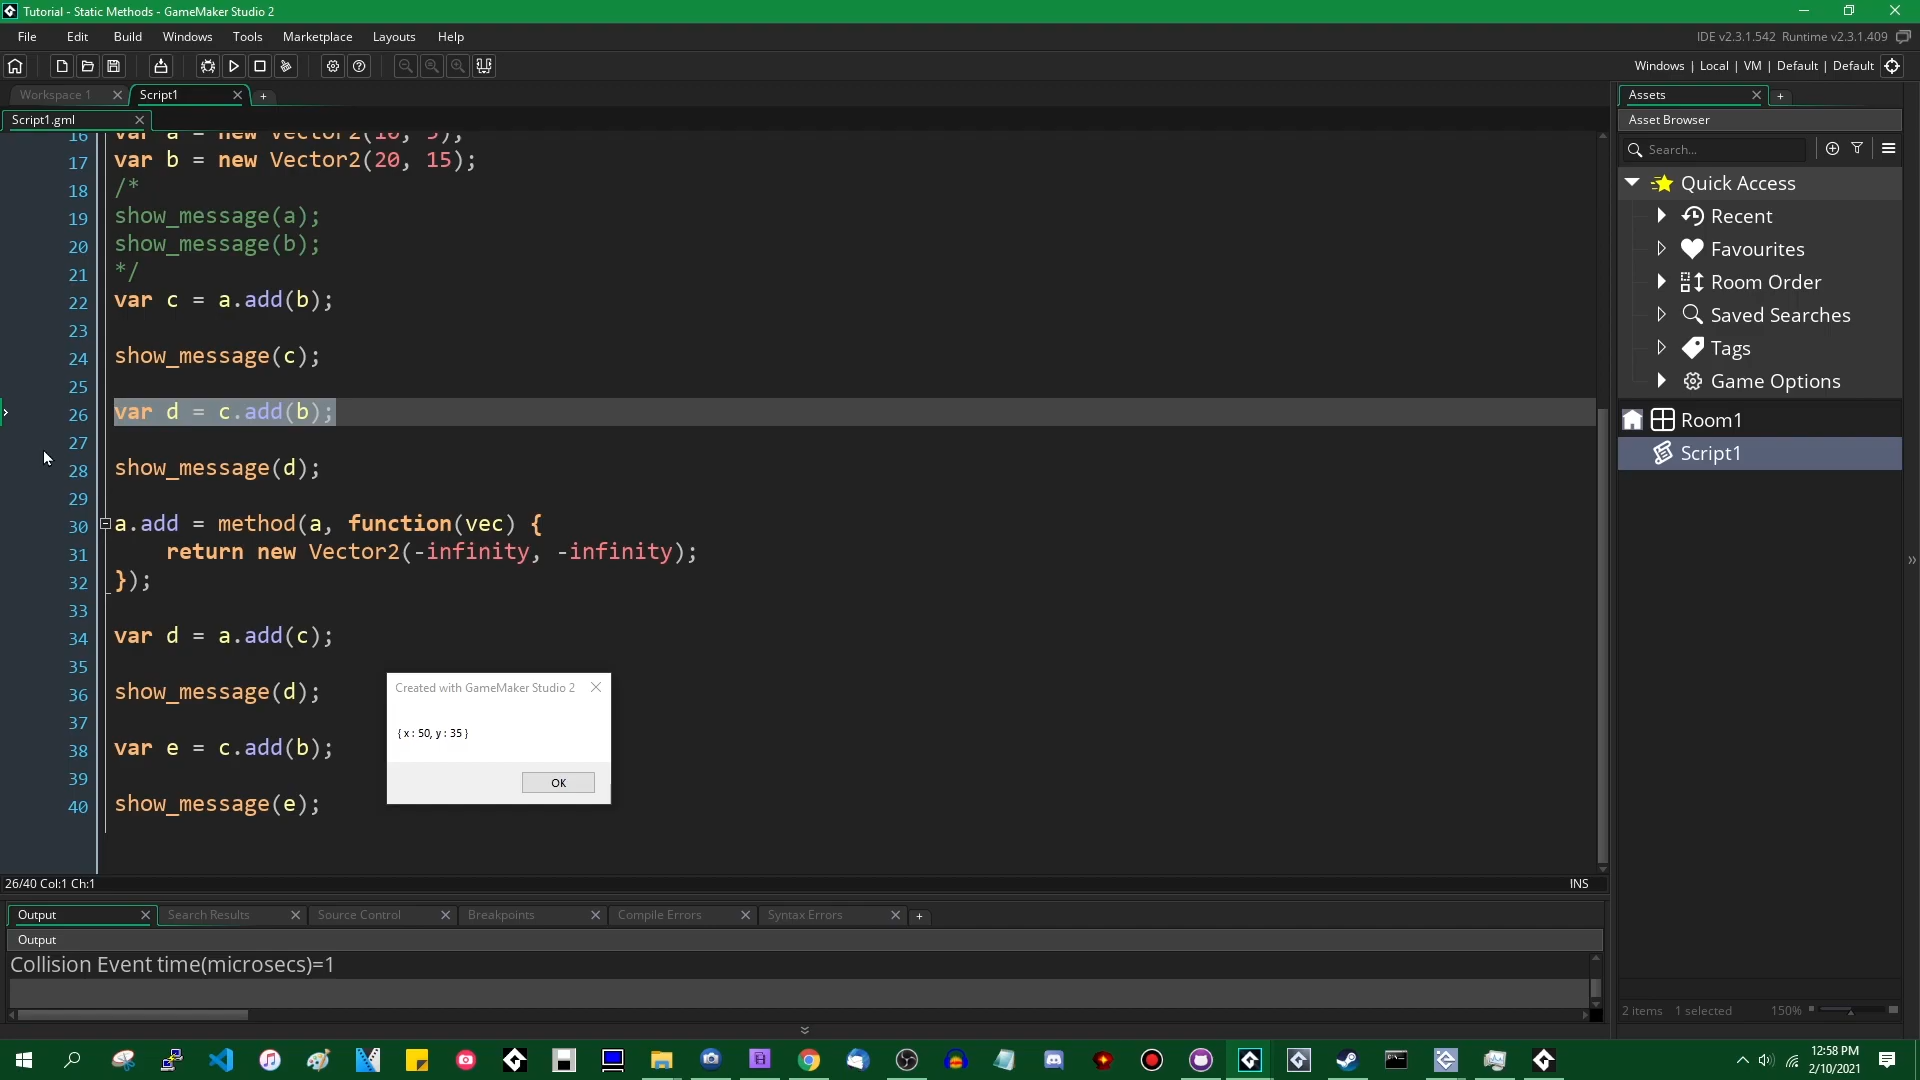 Tutorial - Static Methods - GameMaker Studio 2
File Edit Build Windows Tools Marketplace Layouts Help
IDE v2.3.1.542 Runtime v2.3.1.409
Windows | Local | VM | Default | Default
Workspace 1
Script1
Script1.gml
16 var a = new Vector2(10, 5);
17 var b = new Vector2(20, 15);
18 /*
19 show_message(a);
20 show_message(b);
21 */
22 var c = a.add(b);
23
24 show_message(c);
25
26 var d = c.add(b);
27
28 show_message(d);
29
30 a.add = method(a, function(vec) {
31 return new Vector2(-infinity, -infinity);
32 });
33
34 var d = a.add(c);
35
36 show_message(d);
37
38 var e = c.add(b);
39
40 show_message(e);
Created with GameMaker Studio 2
{ x : 50, y : 35 }
OK
26/40 Col:1 Ch:1
INS
Output
Search Results
Source Control
Breakpoints
Compile Errors
Syntax Errors
Output
Collision Event time(microsecs)=1
Assets
Asset Browser
Search...
Quick Access
Recent
Favourites
Room Order
Saved Searches
Tags
Game Options
Room1
Script1
2 items 1 selected 150%
12:58 PM
2/10/2021